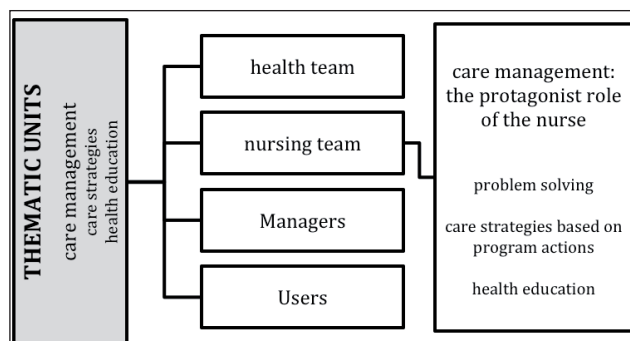 THEMATIC UNITS
care management
care strategies
health education
health team
nursing team
Managers
Users
care management:
the protagonist role
of the nurse
problem solving
care strategies based on
program actions
health education